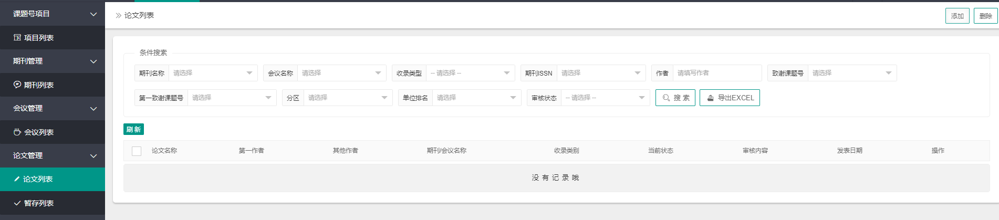 课题号项目
项目列表
期刊管理
期刊列表
会议管理
会议列表
论文管理
论文列表
暂存列表
论文列表
添加 删除
条件搜索
期刊名称 请选择 会议名称 请选择 收录类型 -- 请选择 -- 期刊ISSN 请选择 作者 请填写作者 致谢课题号 请选择
第一致谢课题号 请选择 分区 请选择 单位排名 请选择 审核状态 -- 请选择 -- 搜 索 导出EXCEL
刷 新
论文名称 第一作者 其他作者 期刊/会议名称 收录类别 当前状态 审核内容 发表日期 操作
没 有 记 录 哦